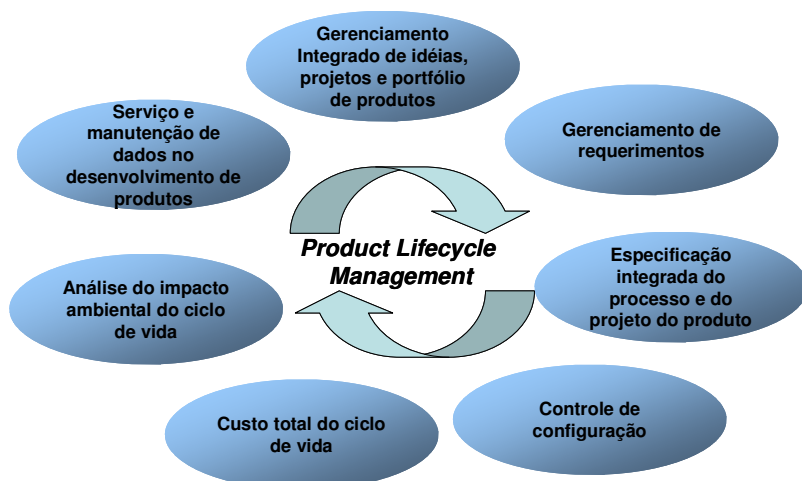 Gerenciamento
Integrado de idéias,
projetos e portfólio
de produtos
Gerenciamento de
requerimentos
Especificação
integrada do
processo e do
projeto do produto
Controle de
configuração
Custo total do ciclo
de vida
Análise do impacto
ambiental do ciclo
de vida
Serviço e
manutenção de
dados no
desenvolvimento de
produtos
Product Lifecycle
Management